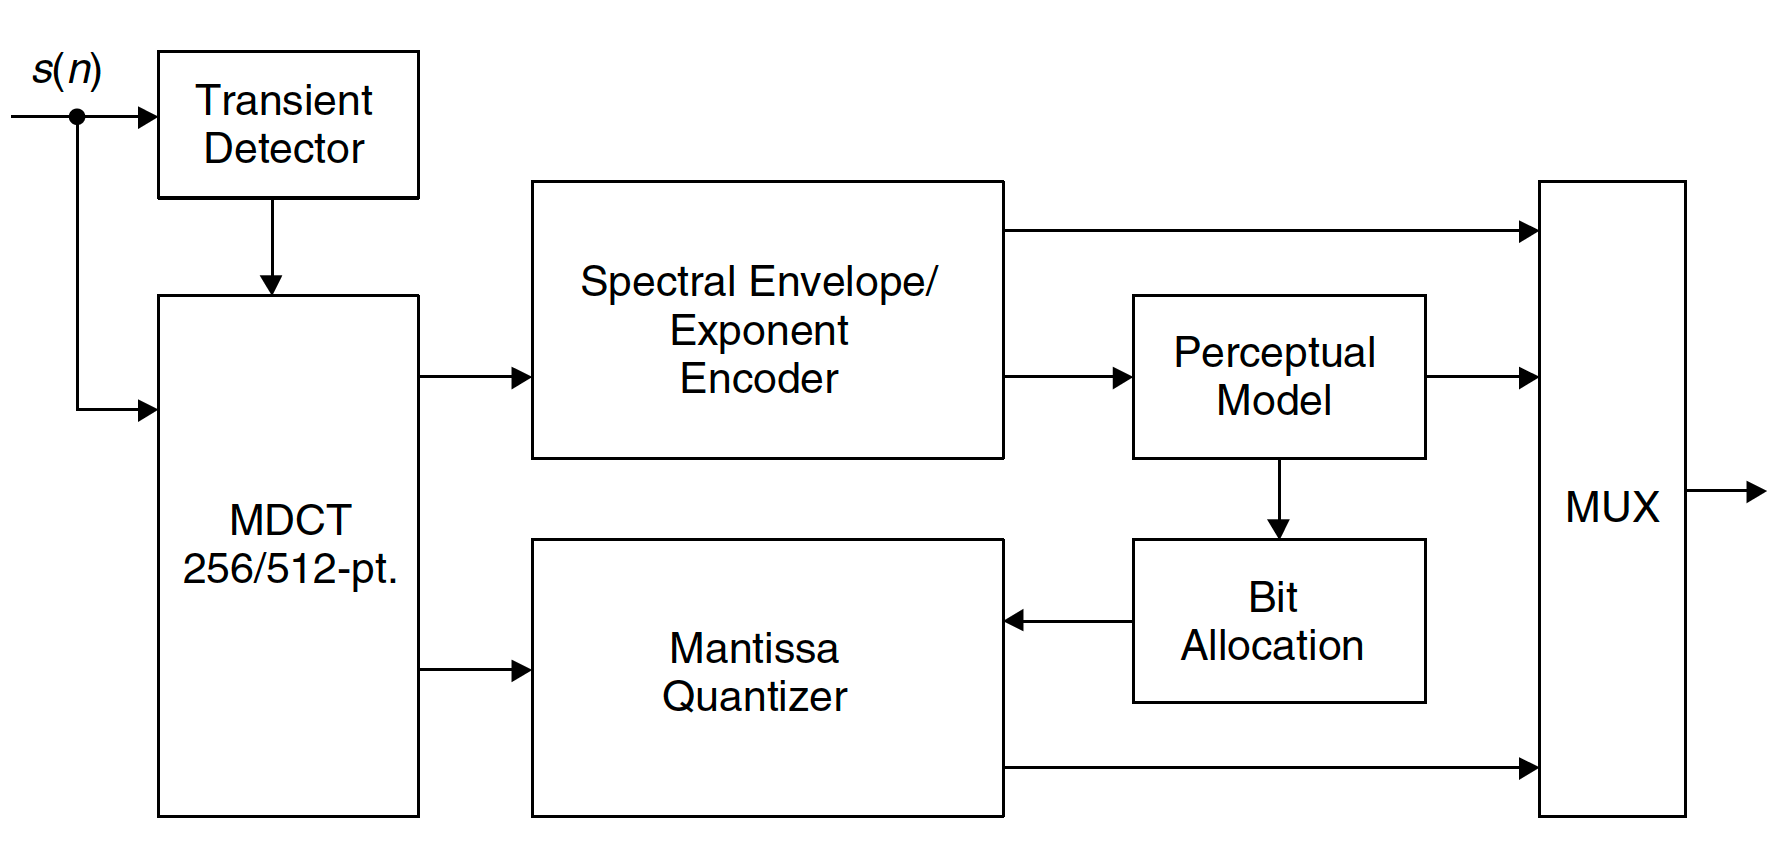 s(n)
Transient
Detector
Spectral Envelope/
Exponent
Encoder
Perceptual
Model
MDCT
256/512-pt.
Mantissa
Quantizer
Bit
Allocation
MUX